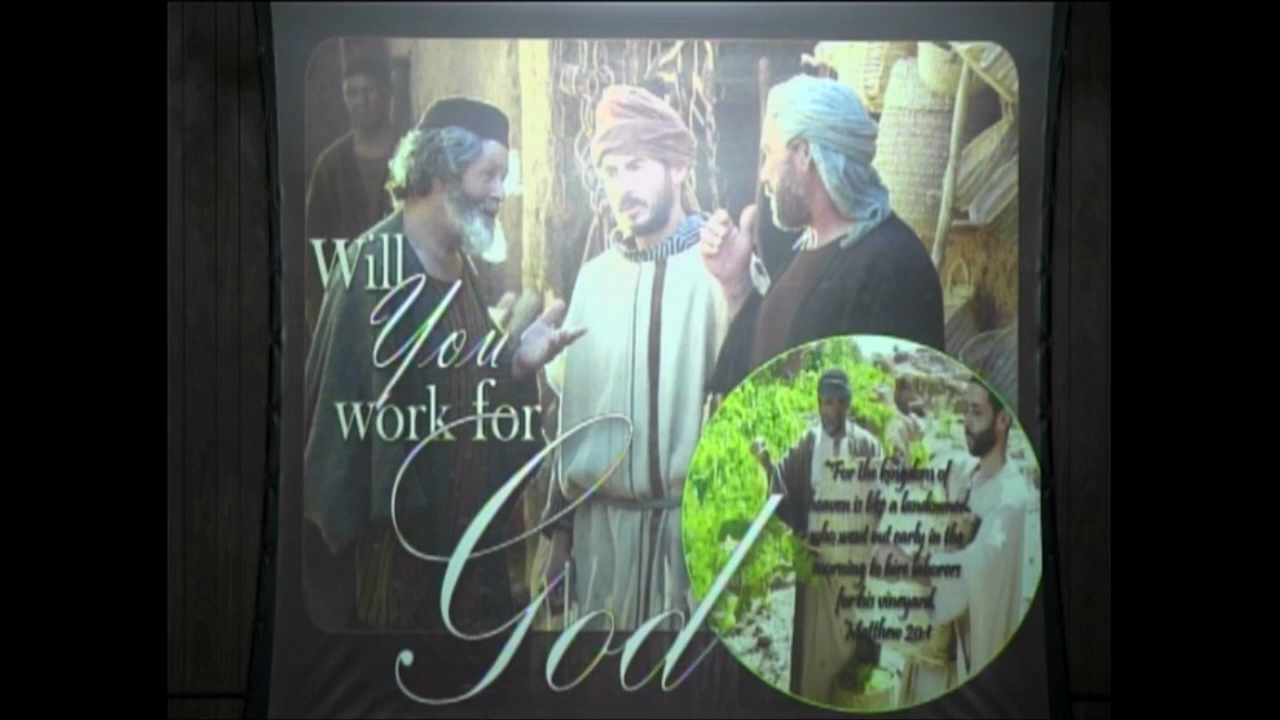 Will
You
work for
God
"For the kingdom of
heaven is like a landowner
who went out early in the
morning to hire laborers
for his vineyard.
Matthew 20:1